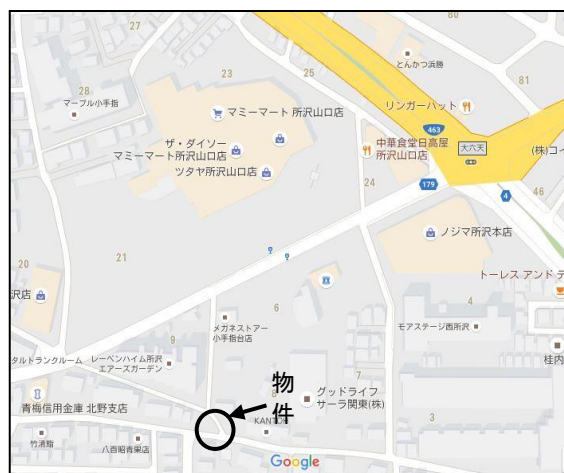 80
27
23
25
とんかつ浜勝
28
マーブル小手指
マミーマート 所沢山口店
リンガーハット
81
ザ・ダイソー
マミーマート所沢山口店
ツタヤ所沢山口店
中華食堂日高屋
所沢山口店
463
大六天
(株)コイ
24
179
4
46
ノジマ所沢本店
21
20
沢店
トーレス アンド テ
6
4
メガネストアー
小手指台店
モアステージ西所沢
桂内
9
タルトランクルーム
レーベンハイム所沢
エアーズガーデン
7
物
件
グッドライフ
サーラ関東(株)
青梅信用金庫 北野支店
KANTO
3
竹清鮨
八百昭青果店
Google